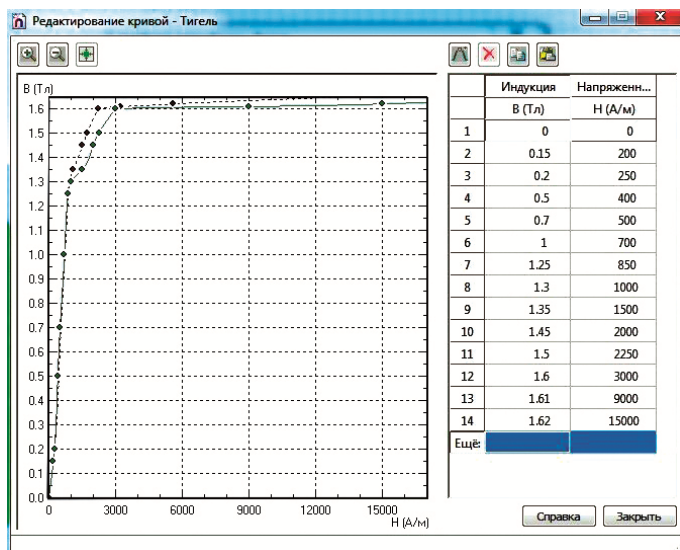 Редактирование кривой - Тигель
B (Тл)
1.6
1.5
1.4
1.3
1.2
1.1
1.0
0.9
0.8
0.7
0.6
0.5
0.4
0.3
0.2
0.1
0.0
0 3000 6000 9000 12000 15000
H (А/м)
Индукция Напряженн...
B (Тл) H (А/м)
1 0 0
2 0.15 200
3 0.2 250
4 0.5 400
5 0.7 500
6 1 700
7 1.25 850
8 1.3 1000
9 1.35 1500
10 1.45 2000
11 1.5 2250
12 1.6 3000
13 1.61 9000
14 1.62 15000
Ещё:
Справка Закрыть